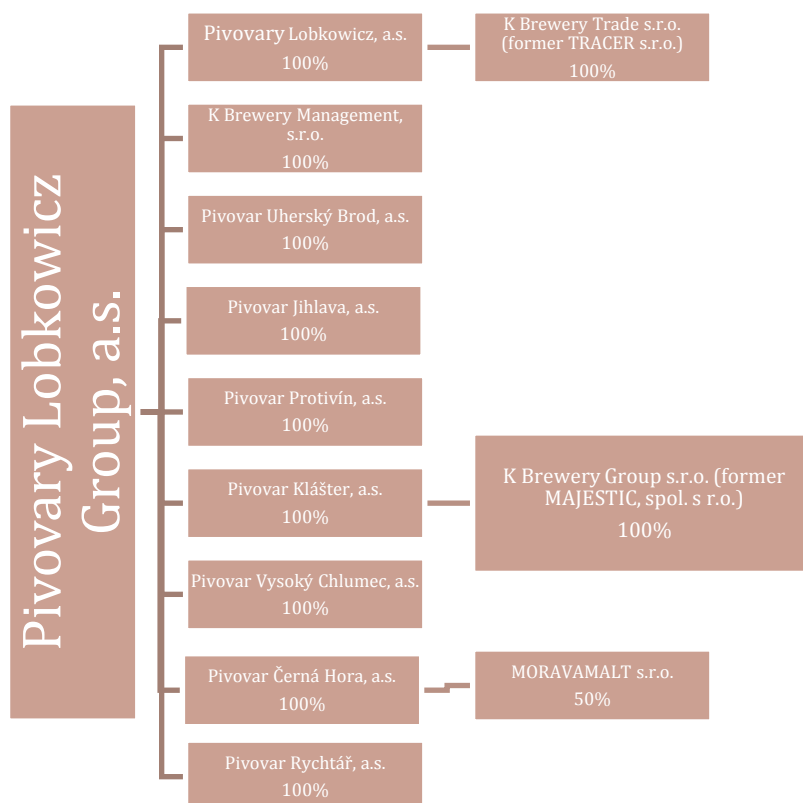 Pivovary Lobkowicz
Group, a.s.
Pivovary Lobkowicz, a.s.
100%
K Brewery Trade s.r.o.
(former TRACER s.r.o.)
100%
K Brewery Management,
s.r.o.
100%
Pivovar Uherský Brod, a.s.
100%
Pivovar Jihlava, a.s.
100%
Pivovar Protivín, a.s.
100%
Pivovar Klášter, a.s.
100%
K Brewery Group s.r.o. (former
MAJESTIC, spol. s r.o.)
100%
Pivovar Vysoký Chlumec, a.s.
100%
Pivovar Černá Hora, a.s.
100%
MORAVAMALT s.r.o.
50%
Pivovar Rychtář, a.s.
100%